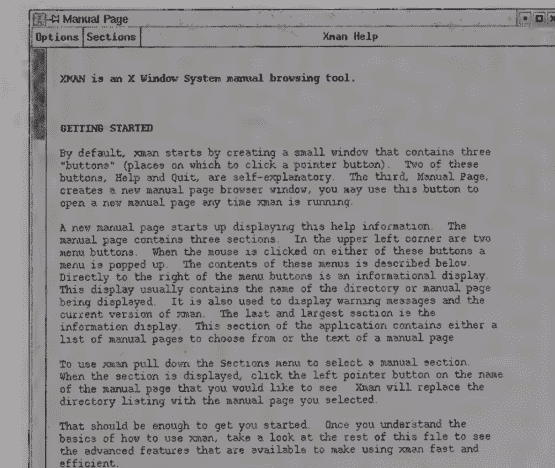 Manual Page
Options Sections Xman Help
XMAN is an X Window System manual browsing tool.
GETTING STARTED
By default, xman starts by creating a small window that contains three
"buttons" (places on which to click a pointer button). Two of these
buttons, Help and Quit, are self-explanatory. The third, Manual Page,
creates a new manual page browser window, you may use this button to
open a new manual page any time xman is running.
A new manual page starts up displaying this help information. The
manual page contains three sections. In the upper left corner are two
menu buttons. When the mouse is clicked on either of these buttons a
menu is popped up. The contents of these menus is described below.
Directly to the right of the menu buttons is an informational display.
This display usually contains the name of the directory or manual page
being displayed. It is also used to display warning messages and the
current version of xman. The last and largest section is the
information display. This section of the application contains either a
list of manual pages to choose from or the text of a manual page
To use xman pull down the Sections menu to select a manual section.
When the section is displayed, click the left pointer button on the name
of the manual page that you would like to see Xman will replace the
directory listing with the manual page you selected.
That should be enough to get you started. Once you understand the
basics of how to use xman, take a look at the rest of this file to see
the advanced features that are available to make using xman fast and
efficient.